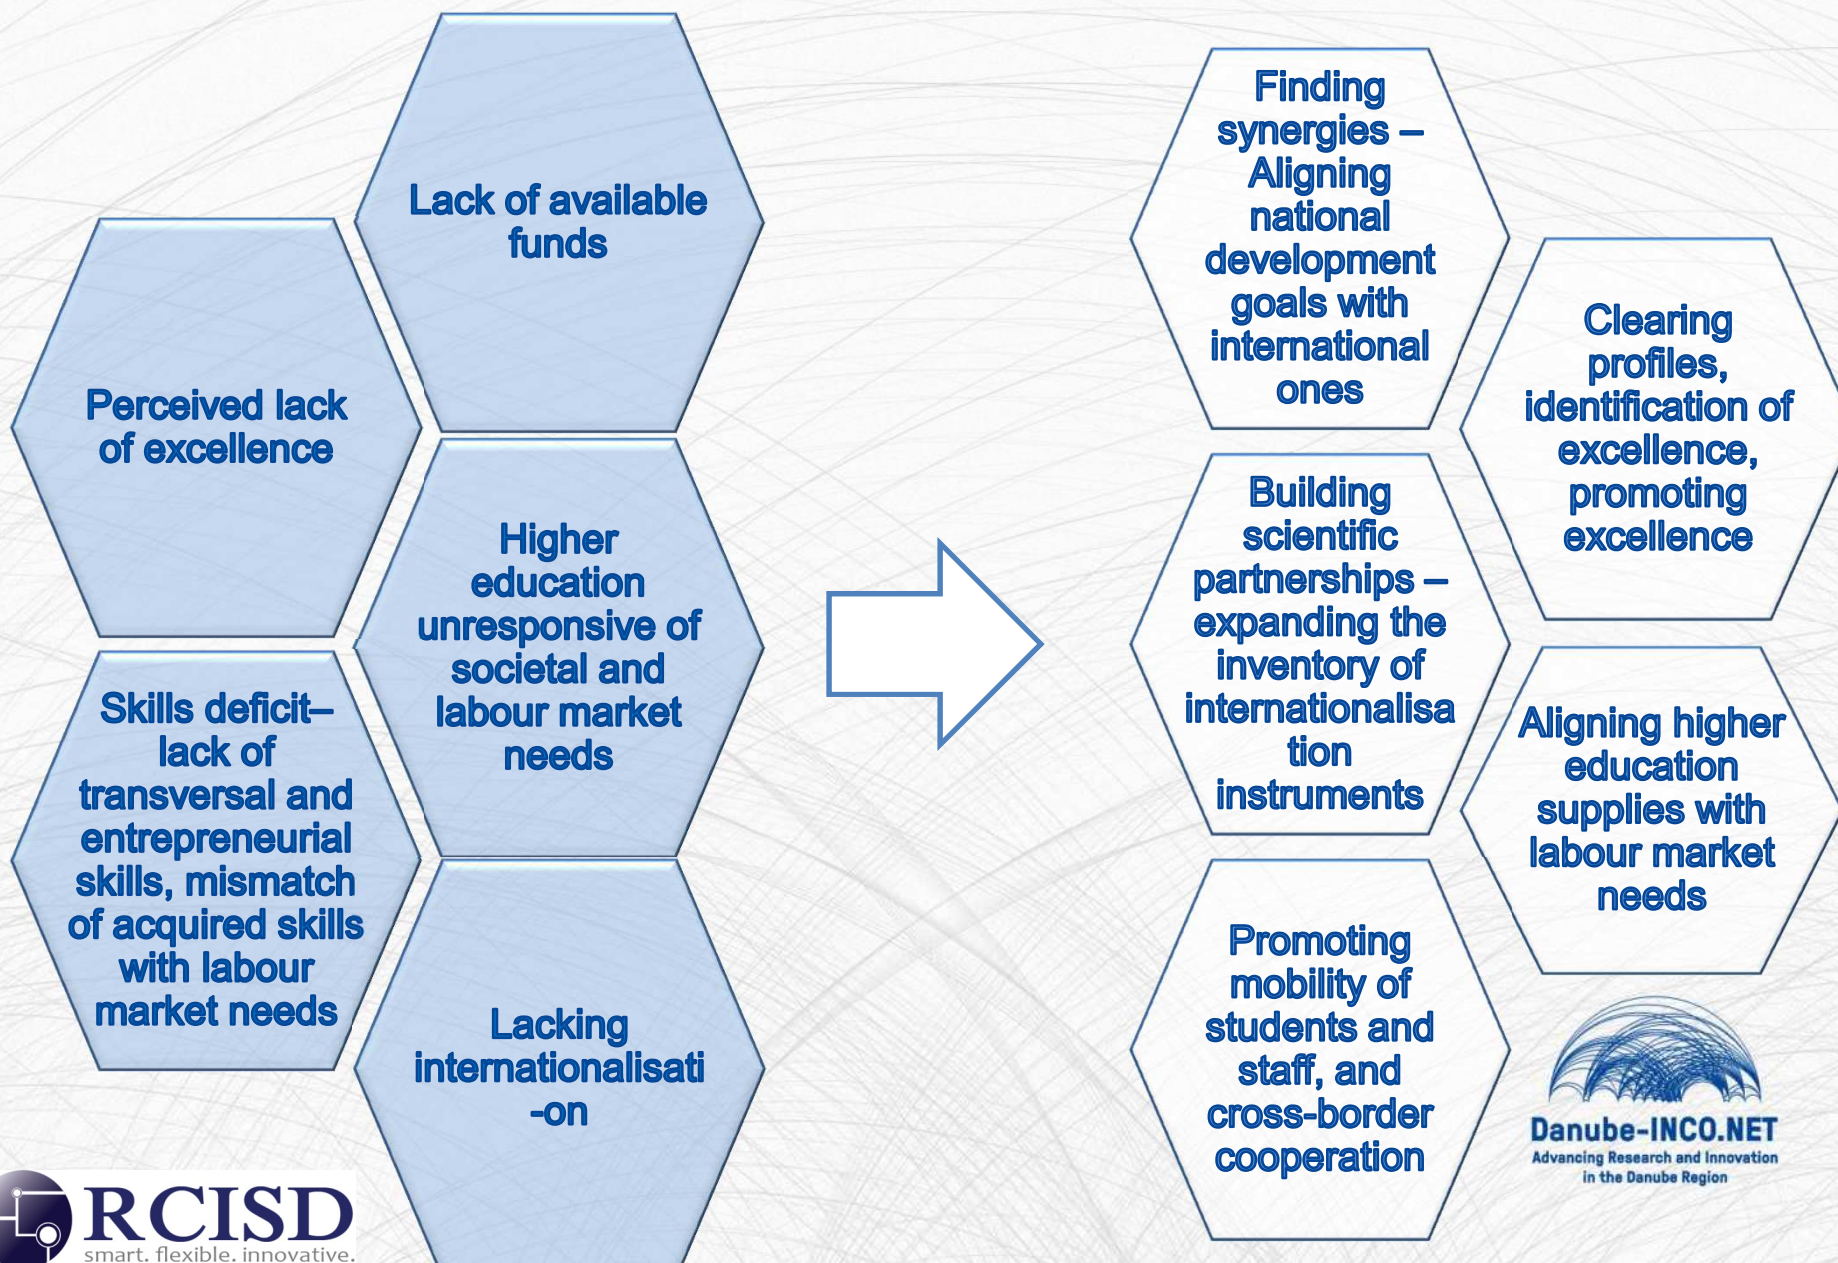 Lack of available
funds
Perceived lack
of excellence
Higher
education
unresponsive of
societal and
labour market
needs
Skills deficit–
lack of
transversal and
entrepreneurial
skills, mismatch
of acquired skills
with labour
market needs
Lacking
internationalisati
-on
Finding
synergies –
Aligning
national
development
goals with
international
ones
Clearing
profiles,
identification of
excellence,
promoting
excellence
Building
scientific
partnerships –
expanding the
inventory of
internationalisa
tion
instruments
Aligning higher
education
supplies with
labour market
needs
Promoting
mobility of
students and
staff, and
cross-border
cooperation
RCISD
smart. flexible. innovative.
Danube-INCO.NET
Advancing Research and Innovation
in the Danube Region